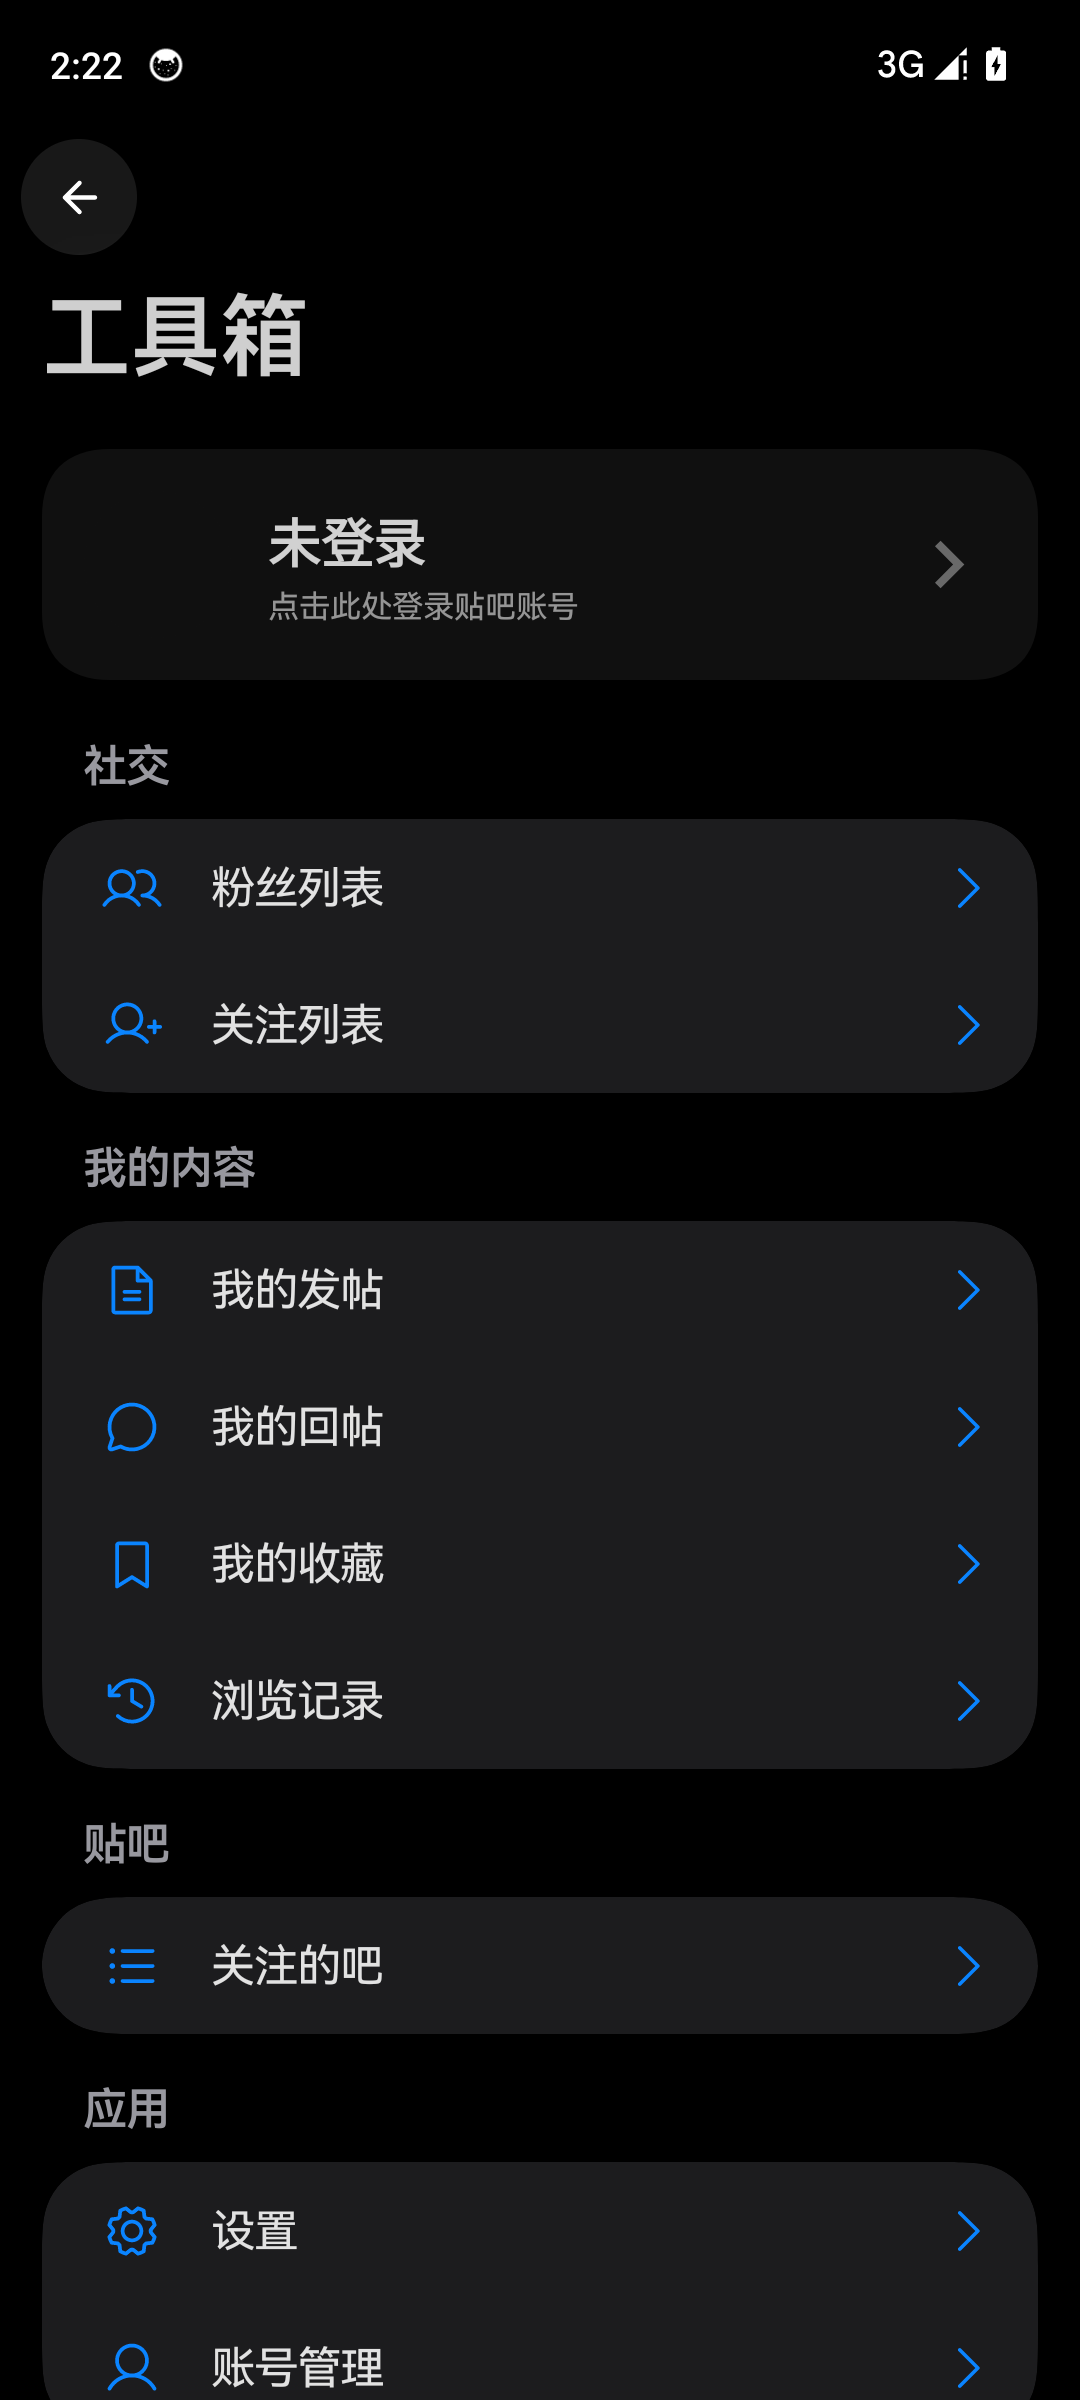 2:22
3G
工具箱
未登录
点击此处登录贴吧账号
社交
粉丝列表
关注列表
我的内容
我的发帖
我的回帖
我的收藏
浏览记录
贴吧
关注的吧
应用
设置
账号管理